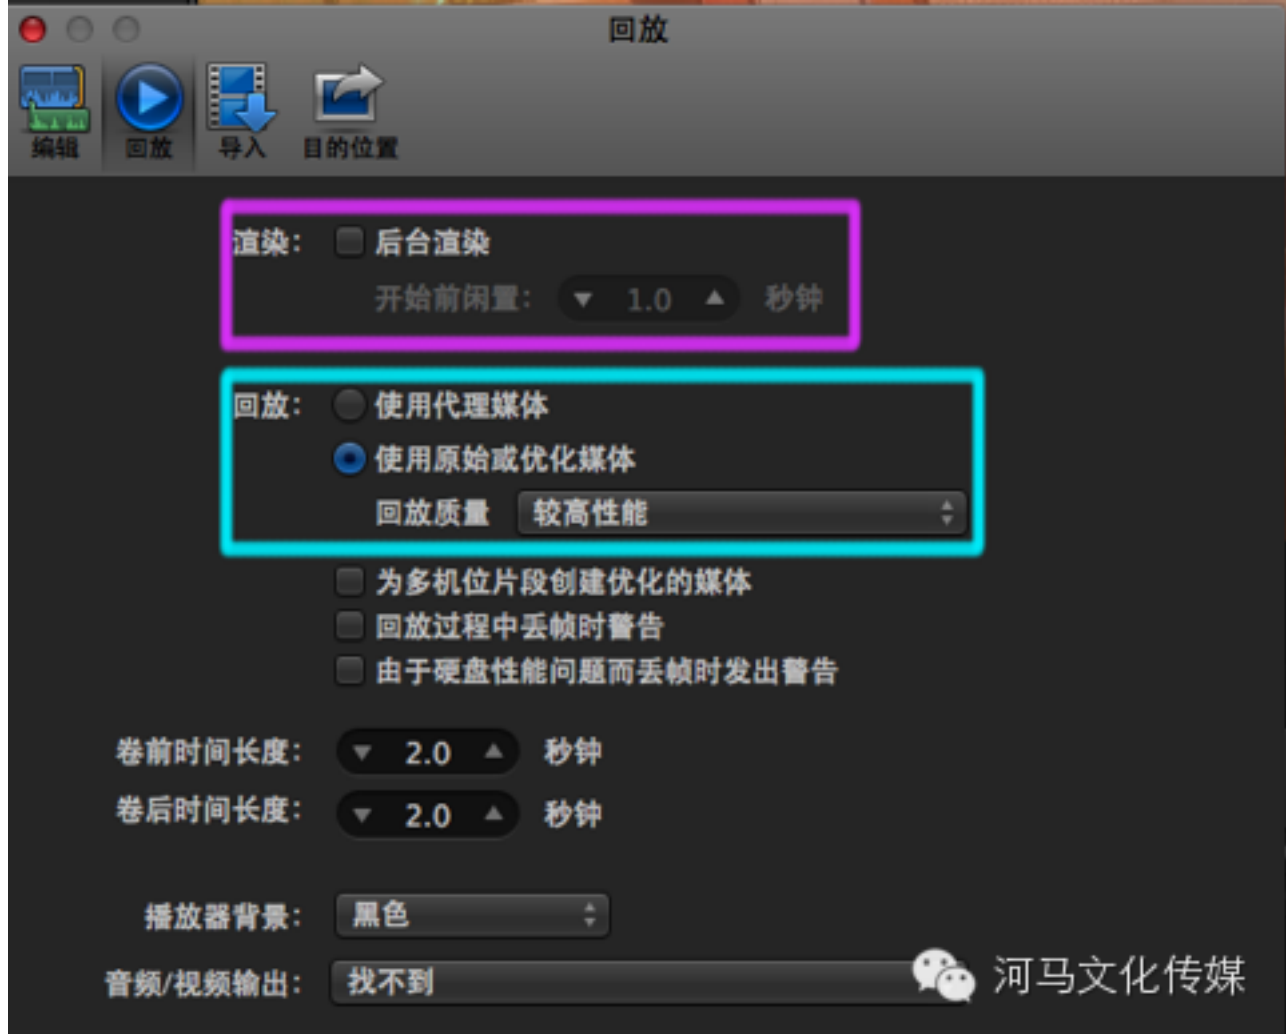 回放
编辑 回放 导入 目的位置
渲染: 后台渲染
开始前闲置: 1.0 秒钟
回放: 使用代理媒体
使用原始或优化媒体
回放质量 较高性能
为多机位片段创建优化的媒体
回放过程中丢帧时警告
由于硬盘性能问题而丢帧时发出警告
卷前时间长度: 2.0 秒钟
卷后时间长度: 2.0 秒钟
播放器背景: 黑色
音频/视频输出: 找不到
河马文化传媒